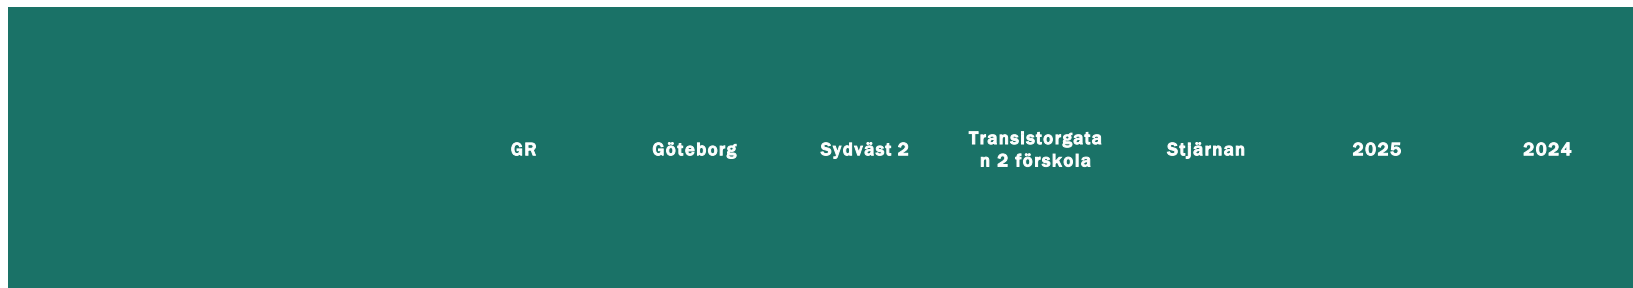 GR
Göteborg
Sydväst 2
Transistorgata
n 2 förskola
Stjärnan
2025
2024